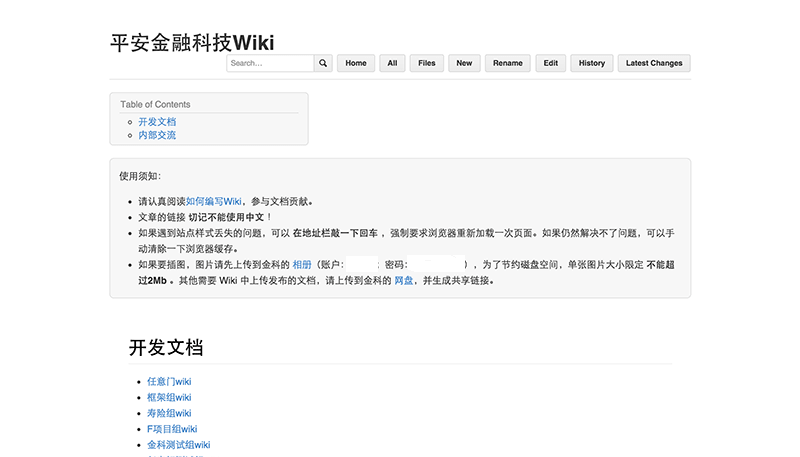 平安金融科技Wiki
Search...
Home
All
Files
New
Rename
Edit
History
Latest Changes
Table of Contents
开发文档
内部交流
使用须知：
请认真阅读如何编写Wiki，参与文档贡献。
文章的链接 切记不能使用中文！
如果遇到站点样式丢失的问题，可以 在地址栏敲一下回车 ，强制要求浏览器重新加载一次页面。如果仍然解决不了问题，可以手
动清除一下浏览器缓存。
如果要插图，图片请先上传到金科的 相册（账户： ；密码： ），为了节约磁盘空间，单张图片大小限定 不能超
过2Mb 。其他需要 Wiki 中上传发布的文档，请上传到金科的 网盘，并生成共享链接。
开发文档
任意门wiki
框架组wiki
寿险组wiki
F项目组wiki
金科测试组wiki